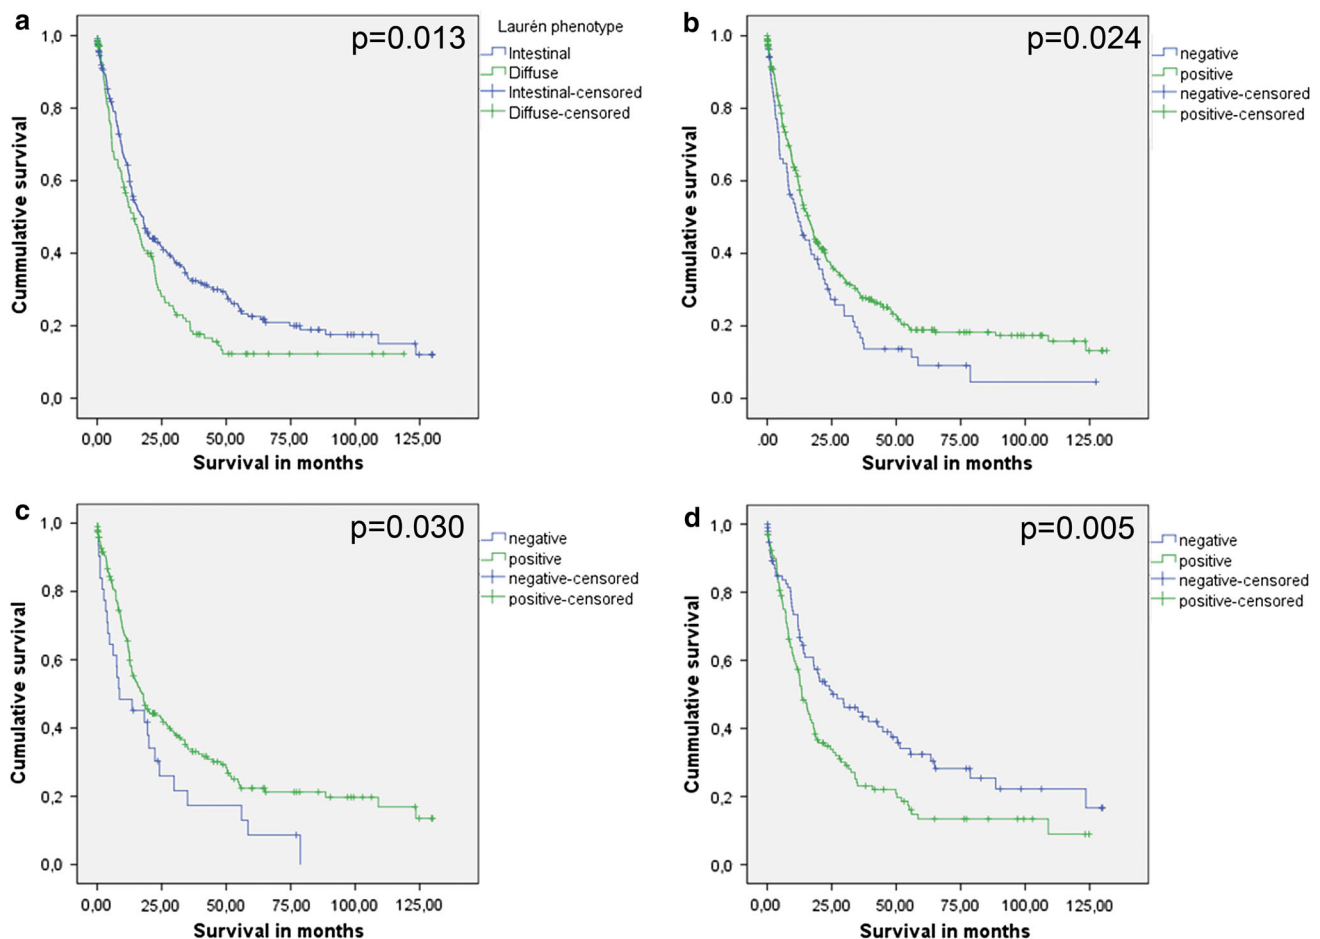 a
p=0.013
Laurén phenotype
Intestinal
Diffuse
Intestinal-censored
Diffuse-censored
Cummulative survival
1,0
0,8
0,6
0,4
0,2
0,0
0,00 25,00 50,00 75,00 100,00 125,00
Survival in months
b
p=0.024
negative
positive
negative-censored
positive-censored
Cumulative survival
1.0
0.8
0.6
0.4
0.2
0.0
.00 25.00 50.00 75.00 100.00 125.00
Survival in months
c
p=0.030
negative
positive
negative-censored
positive-censored
Cumulative survival
1,0
0,8
0,6
0,4
0,2
0,0
0,00 25,00 50,00 75,00 100,00 125,00
Survival in months
d
p=0.005
negative
positive
negative-censored
positive-censored
Cummulative survival
1,0
0,8
0,6
0,4
0,2
0,0
0,00 25,00 50,00 75,00 100,00 125,00
Survival in months